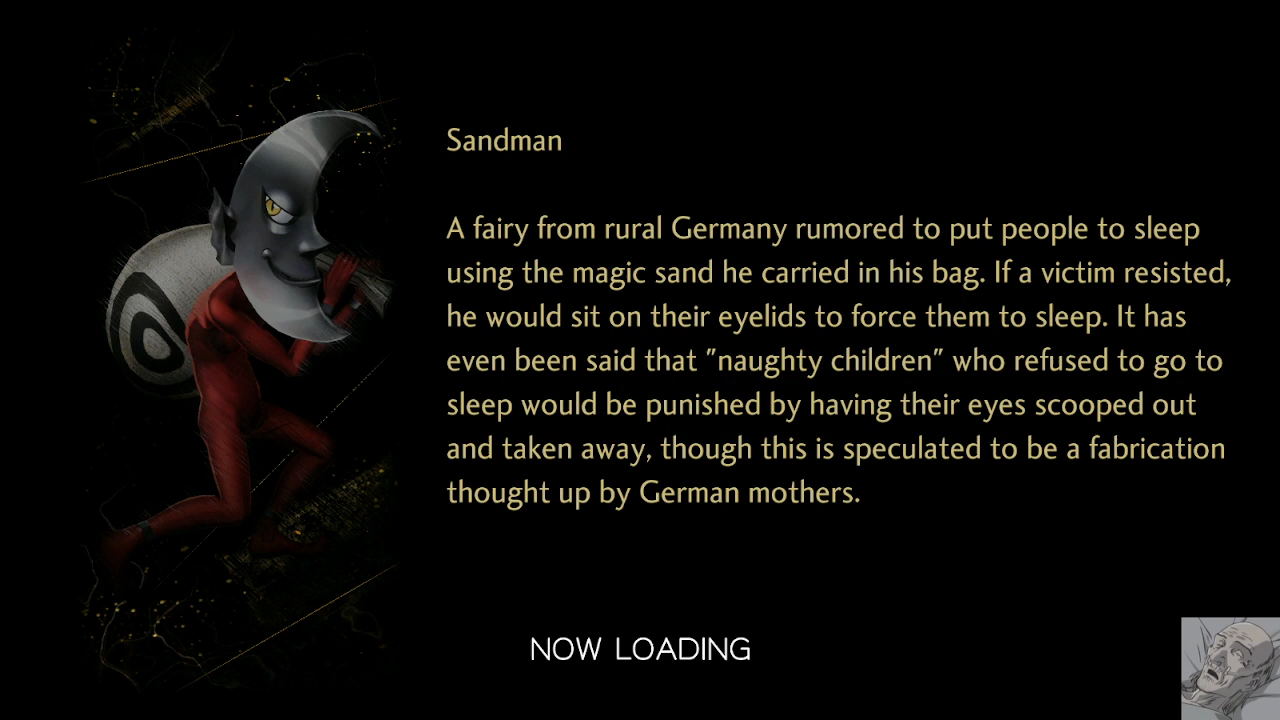 Sandman
A fairy from rural Germany rumored to put people to sleep
using the magic sand he carried in his bag. If a victim resisted,
he would sit on their eyelids to force them to sleep. It has
even been said that "naughty children" who refused to go to
sleep would be punished by having their eyes scooped out
and taken away, though this is speculated to be a fabrication
thought up by German mothers.
NOW LOADING